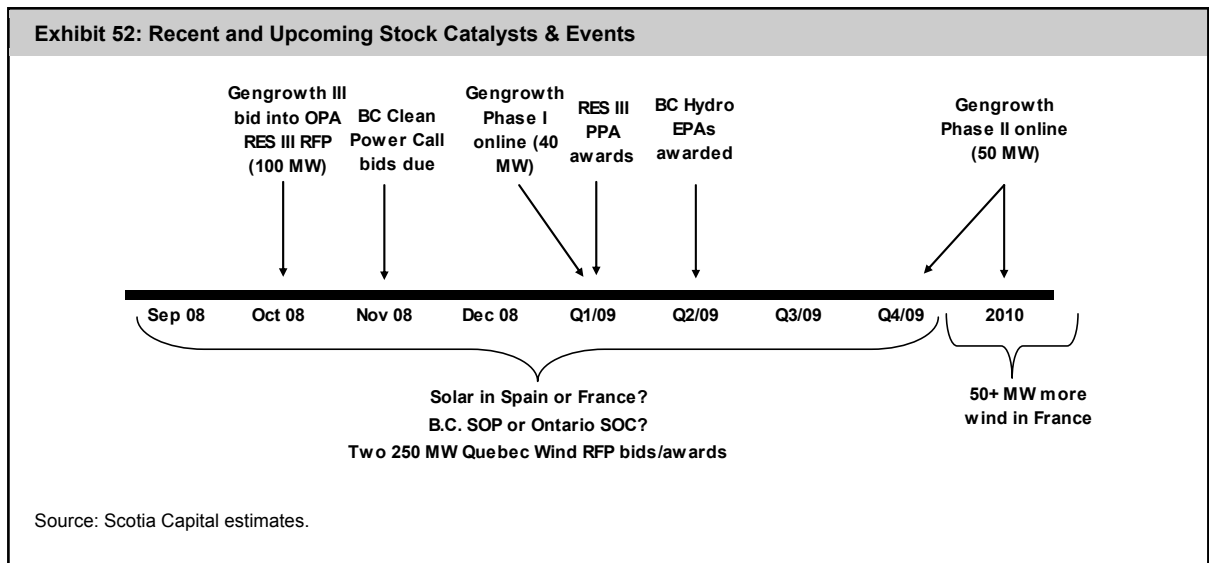 Exhibit 52: Recent and Upcoming Stock Catalysts & Events
Gengrowth III
bid into OPA
RES III RFP
(100 MW)
BC Clean
Power Call
bids due
Gengrowth
Phase I
online (40
MW)
RES III
PPA
awards
BC Hydro
EPAs
awarded
Gengrowth
Phase II online
(50 MW)
Sep 08 Oct 08 Nov 08 Dec 08 Q1/09 Q2/09 Q3/09 Q4/09 2010
Solar in Spain or France?
B.C. SOP or Ontario SOC?
Two 250 MW Quebec Wind RFP bids/awards
50+ MW more
wind in France
Source: Scotia Capital estimates.